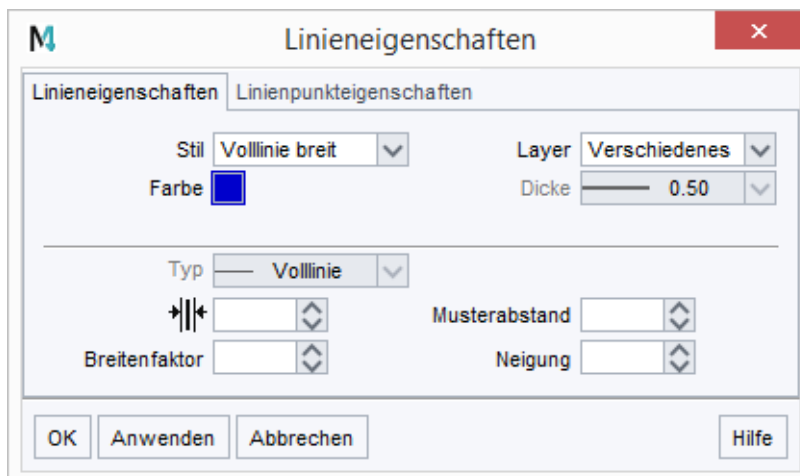 Linieneigenschaften
Linieneigenschaften Linienpunkteigenschaften
Stil Volllinie breit Layer Verschiedenes
Farbe Dicke 0.50
Typ Volllinie
Musterabstand
Breitenfaktor Neigung
OK Anwenden Abbrechen Hilfe